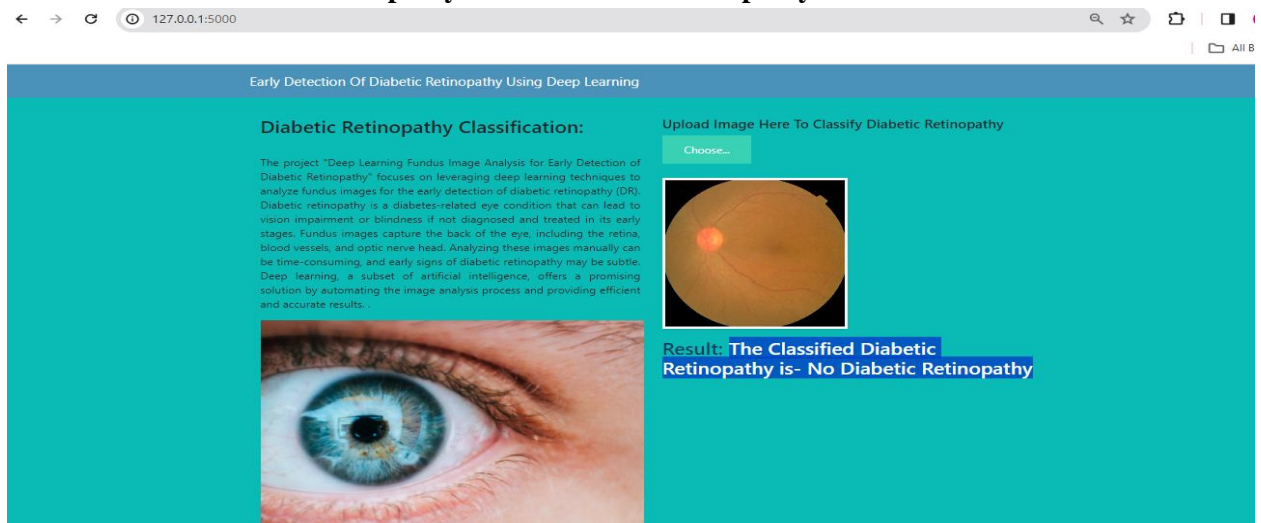 127.0.0.1:5000
All B
Early Detection Of Diabetic Retinopathy Using Deep Learning
Diabetic Retinopathy Classification:
The project "Deep Learning Fundus Image Analysis for Early Detection of
Diabetic Retinopathy" focuses on leveraging deep learning techniques to
analyze fundus images for the early detection of diabetic retinopathy (DR).
Diabetic retinopathy is a diabetes-related eye condition that can lead to
vision impairment or blindness if not diagnosed and treated in its early
stages. Fundus images capture the back of the eye, including the retina,
blood vessels, and optic nerve head. Analyzing these images manually can
be time-consuming, and early signs of diabetic retinopathy may be subtle.
Deep learning, a subset of artificial intelligence, offers a promising
solution by automating the image analysis process and providing efficient
and accurate results. .
Upload Image Here To Classify Diabetic Retinopathy
Choose...
Result: The Classified Diabetic
Retinopathy is- No Diabetic Retinopathy